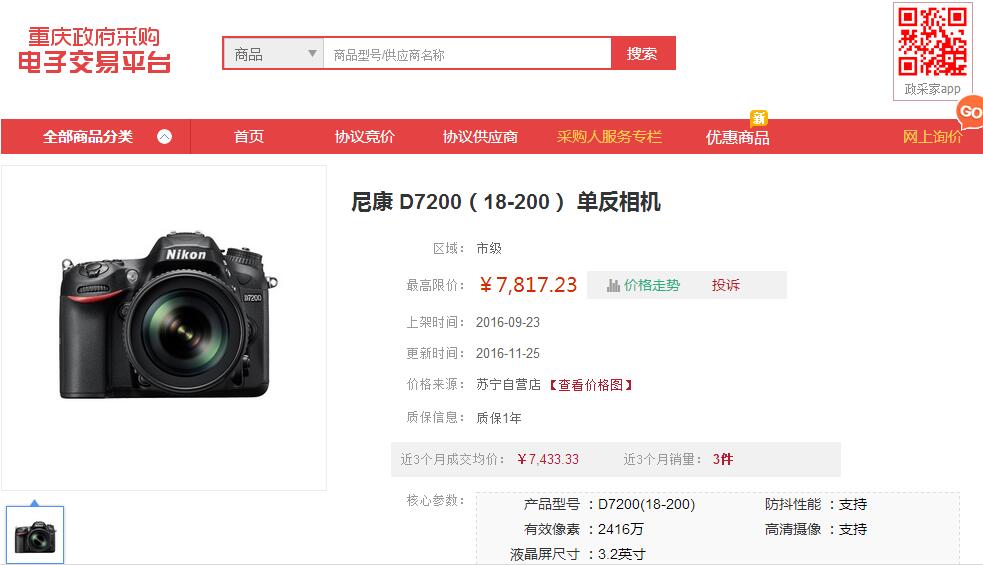 重庆政府采购
电子交易平台
商品
商品型号/供应商名称
搜索
政采家app
GO
新
全部商品分类
首页
协议竞价
协议供应商
采购人服务专栏
优惠商品
网上询价
Nikon
D7200
尼康 D7200（18-200） 单反相机
区域： 市级
最高限价： ￥7,817.23 价格走势 投诉
上架时间： 2016-09-23
更新时间： 2016-11-25
价格来源： 苏宁自营店【查看价格图】
质保信息： 质保1年
近3个月成交均价： ￥7,433.33 近3个月销量： 3件
核心参数：
产品型号 ：D7200(18-200) 防抖性能 ：支持
有效像素 ：2416万 高清摄像 ：支持
液晶屏尺寸 ：3.2英寸